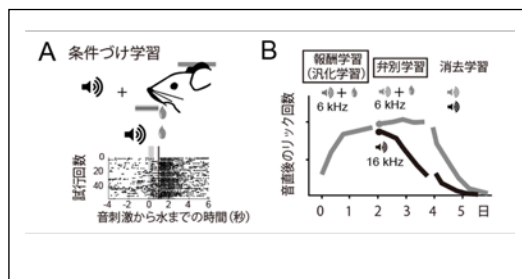 A 条件づけ学習
+
試行回数
0
20
40
-4 -2 0 2 4 6
音刺激から水までの時間(秒)
B
報酬学習
(汎化学習)
弁別学習
消去学習
+
+
6 kHz
6 kHz
音直後のリック回数
16 kHz
0 1 2 3 4 5 日